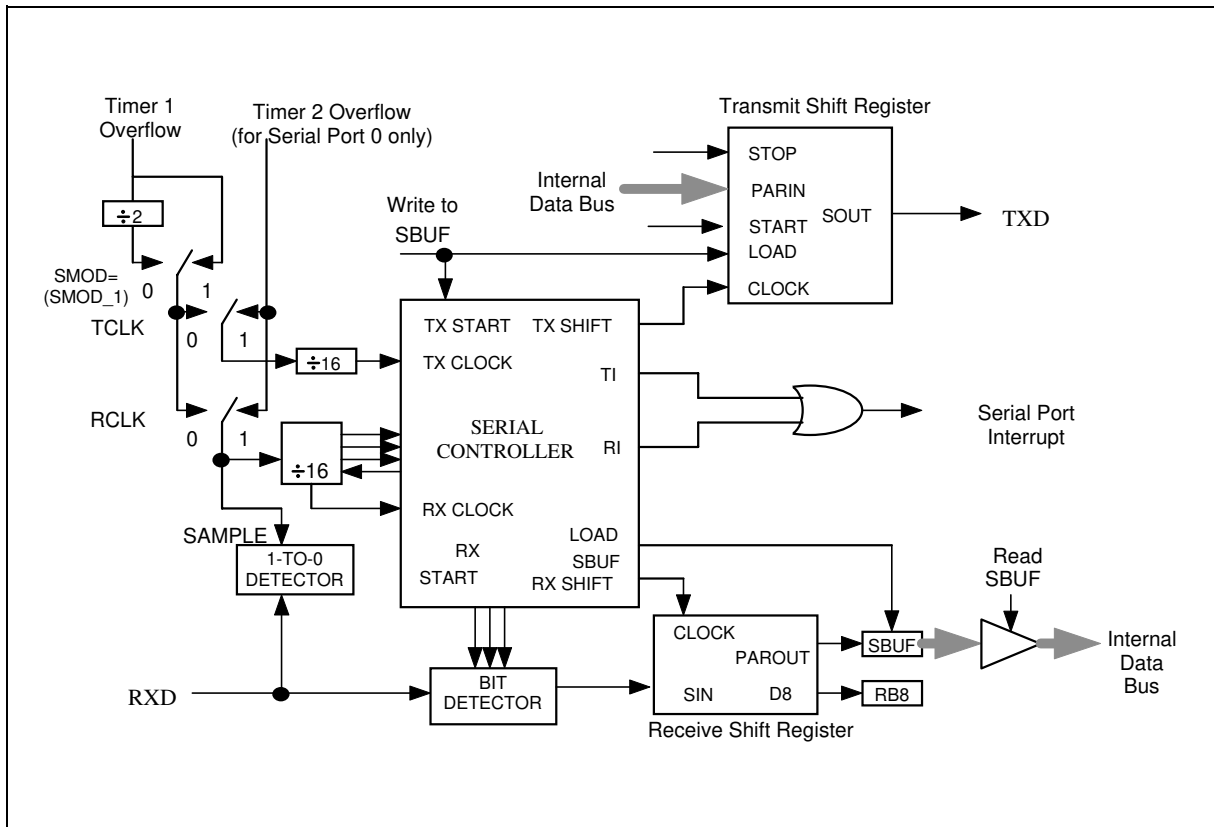 Timer 1
Overflow
Timer 2 Overflow
(for Serial Port 0 only)
Transmit Shift Register
÷2
SMOD=
(SMOD_1)
0
1
TCLK
0
1
RCLK
0
1
Write to
SBUF
Internal
Data Bus
STOP
PARIN
START
LOAD
CLOCK
SOUT
TXD
÷16
÷16
TX START
TX SHIFT
TX CLOCK
TI
SERIAL
CONTROLLER
RI
RX CLOCK
LOAD
SBUF
RX
START
RX SHIFT
Serial Port
Interrupt
SAMPLE
1-TO-0
DETECTOR
RXD
BIT
DETECTOR
CLOCK
PAROUT
SIN
D8
Receive Shift Register
SBUF
RB8
Read
SBUF
Internal
Data
Bus